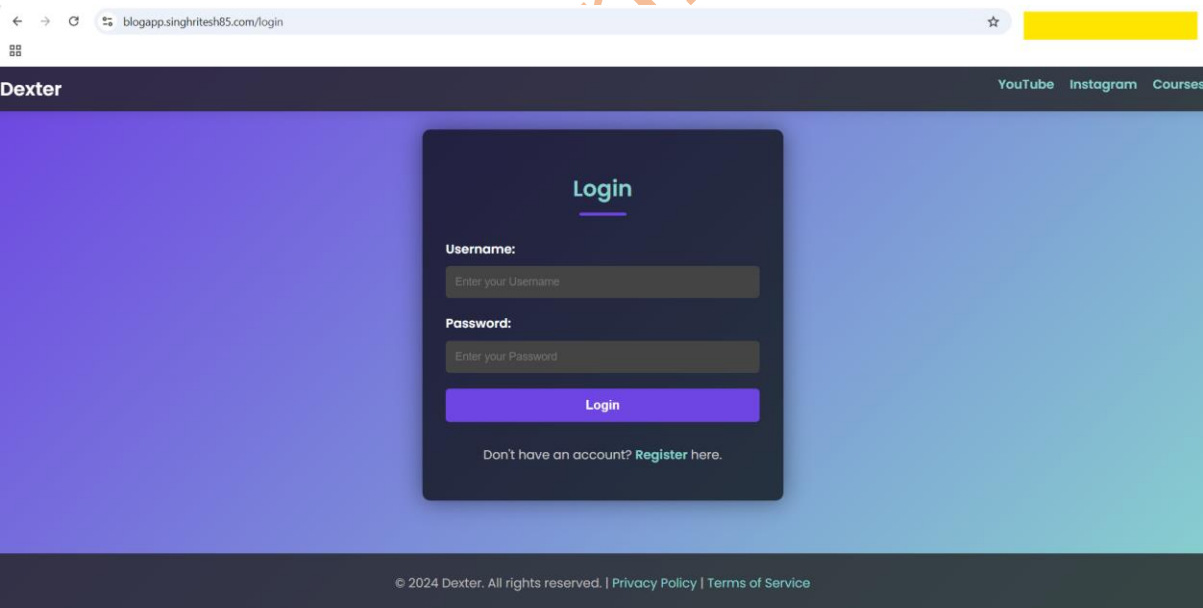 blogapp.singhritesh85.com/login
Dexter
YouTube Instagram Courses
Login
Username:
Enter your Username
Password:
Enter your Password
Login
Don't have an account? Register here.
© 2024 Dexter. All rights reserved. | Privacy Policy | Terms of Service